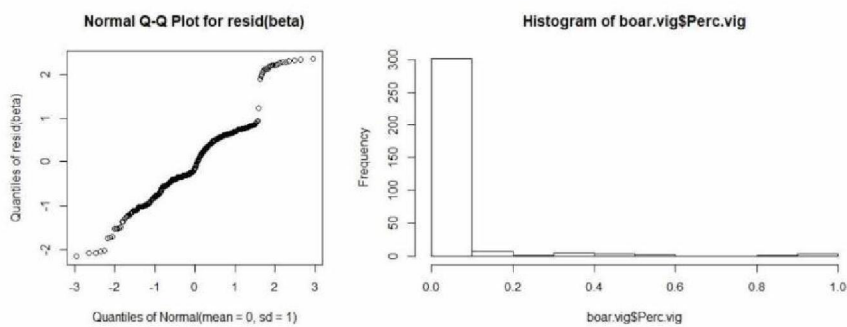 Normal Q-Q Plot for resid(beta)
Quantiles of resid(beta)
2
1
0
-1
-2
-3 -2 -1 0 1 2 3
Quantiles of Normal(mean = 0, sd = 1)
Histogram of boar.vig$Perc.vig
Frequency
300
250
200
150
100
50
0
0.0 0.2 0.4 0.6 0.8 1.0
boar.vig$Perc.vig